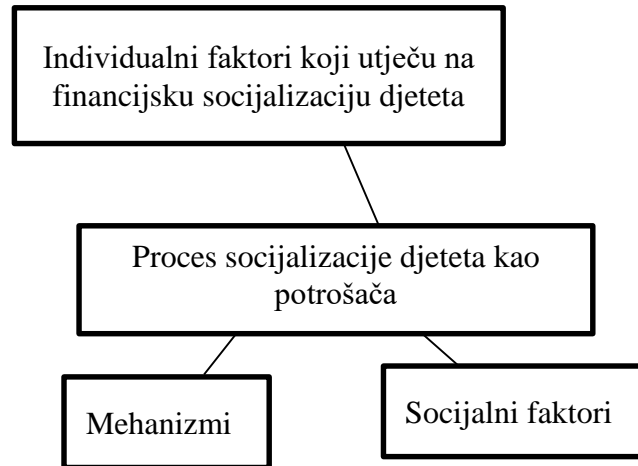 Individualni faktori koji utječu na
financijsku socijalizaciju djeteta
Proces socijalizacije djeteta kao
potrošača
Mehanizmi
Socijalni faktori